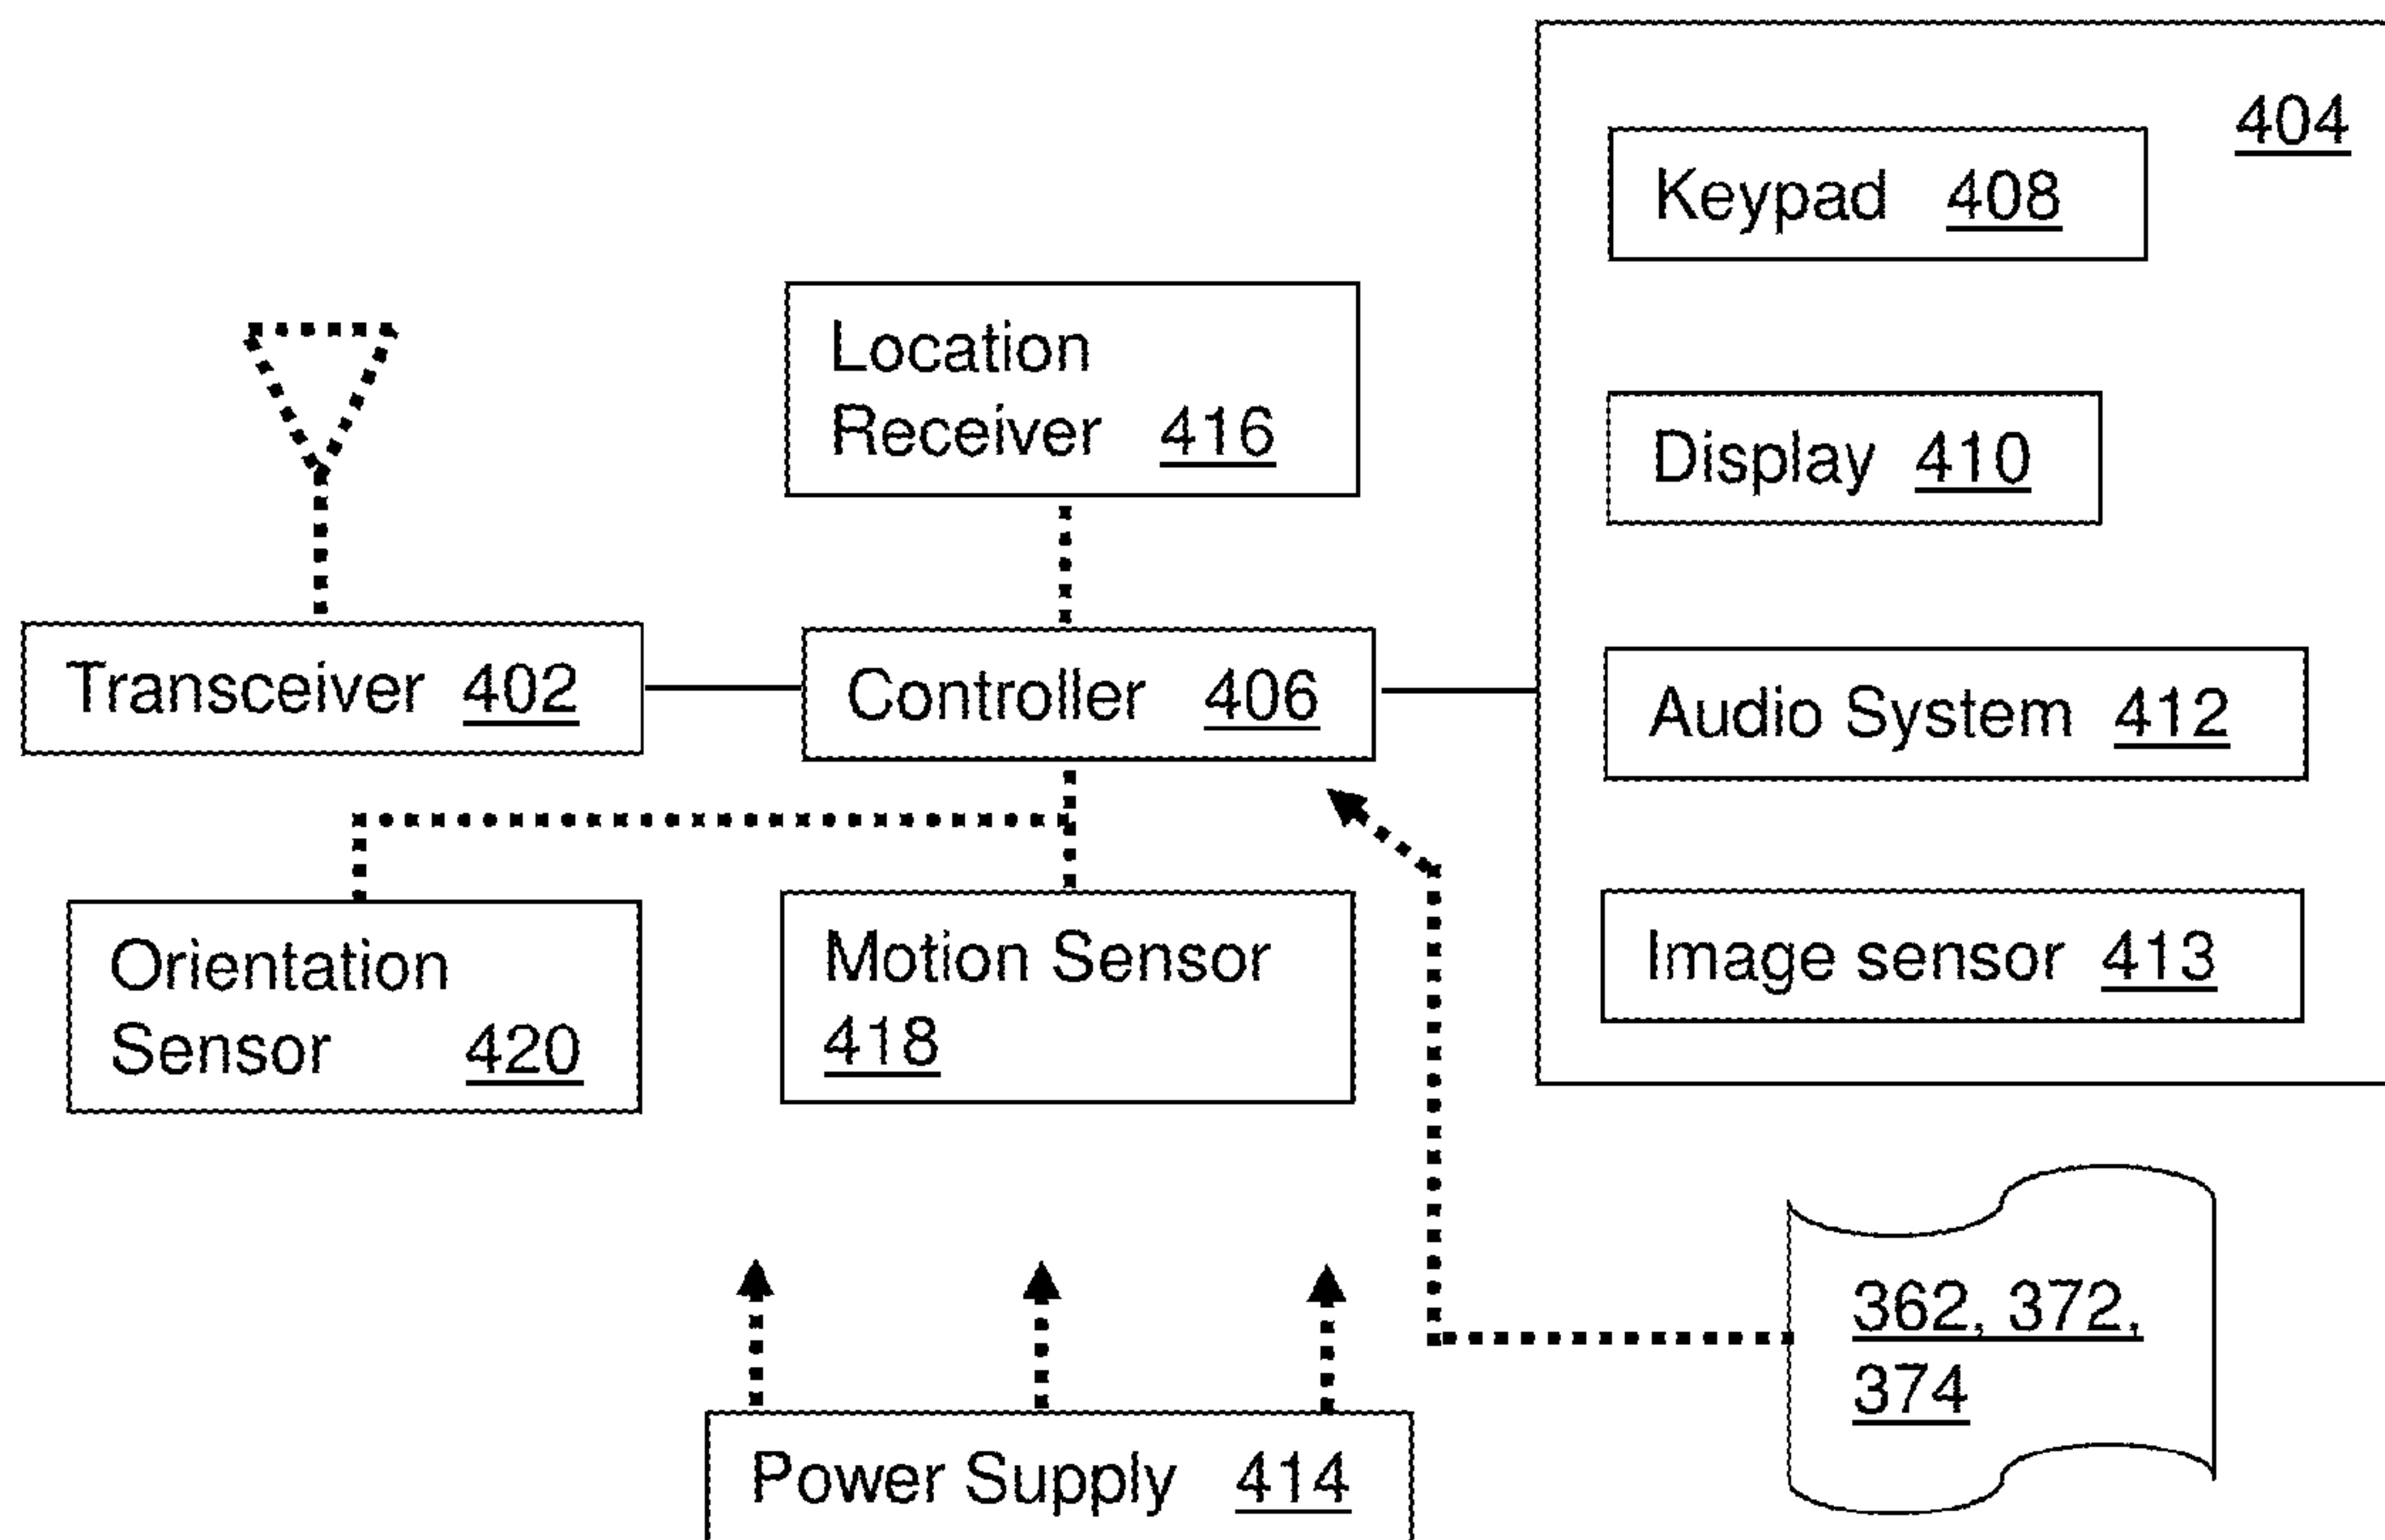 404
Keypad 408
Location
Receiver 416
Display 410
Transceiver 402
Controller 406
Audio System 412
Orientation
Sensor 420
Motion Sensor
418
Image sensor 413
362, 372,
374
Power Supply 414